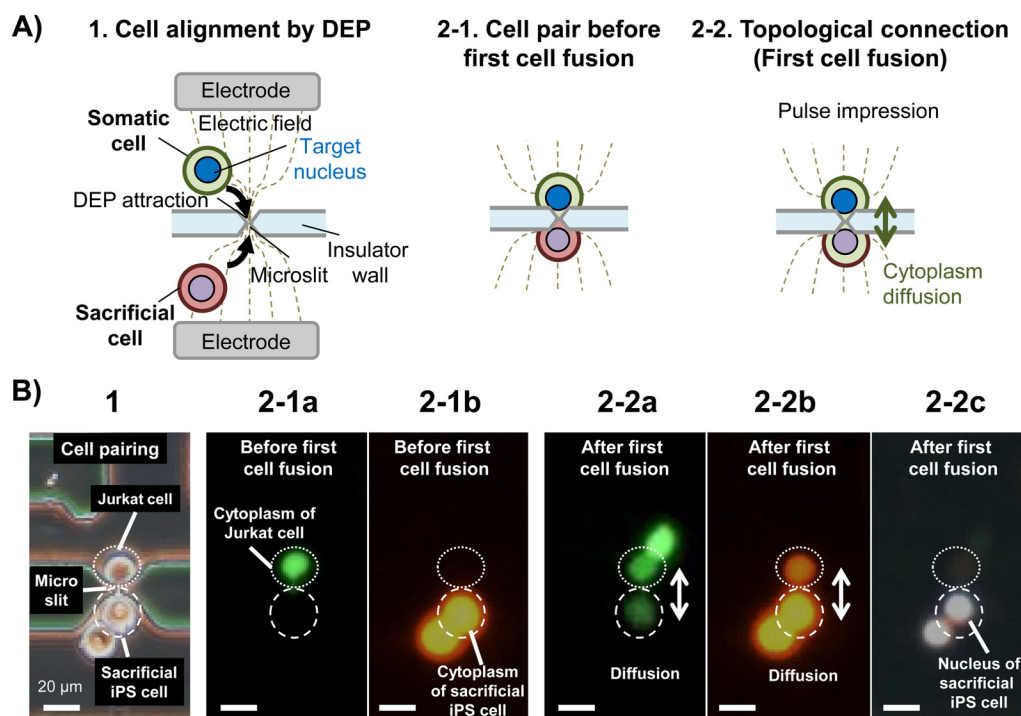 A)
1. Cell alignment by DEP
Electrode
Electric field
Somatic
cell
Target
nucleus
DEP attraction
Insulator
wall
Microslit
Sacrificial
cell
Electrode
2-1. Cell pair before
first cell fusion
2-2. Topological connection
(First cell fusion)
Pulse impression
Cytoplasm
diffusion
B)
1
Cell pairing
Jurkat cell
Micro
slit
Sacrificial
iPS cell
20 µm
2-1a
Before first
cell fusion
Cytoplasm of
Jurkat cell
2-1b
Before first
cell fusion
Cytoplasm
of sacrificial
iPS cell
2-2a
After first
cell fusion
Diffusion
2-2b
After first
cell fusion
Diffusion
2-2c
After first
cell fusion
Nucleus of
sacrificial
iPS cell